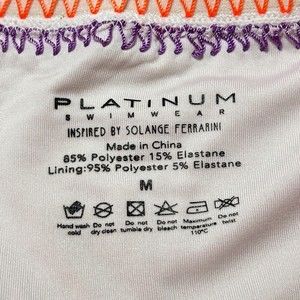 PLATINUM
SWIMWEAR
INSPIRED BY SOLANGE FERRARINI
Made in China
85% Polyester 15% Elastane
Lining:95% Polyester 5% Elastane
M
Hand wash Do not Do not Do not Maximum Do not
cold dry clean tumble dry bleach temperature twist
110°C